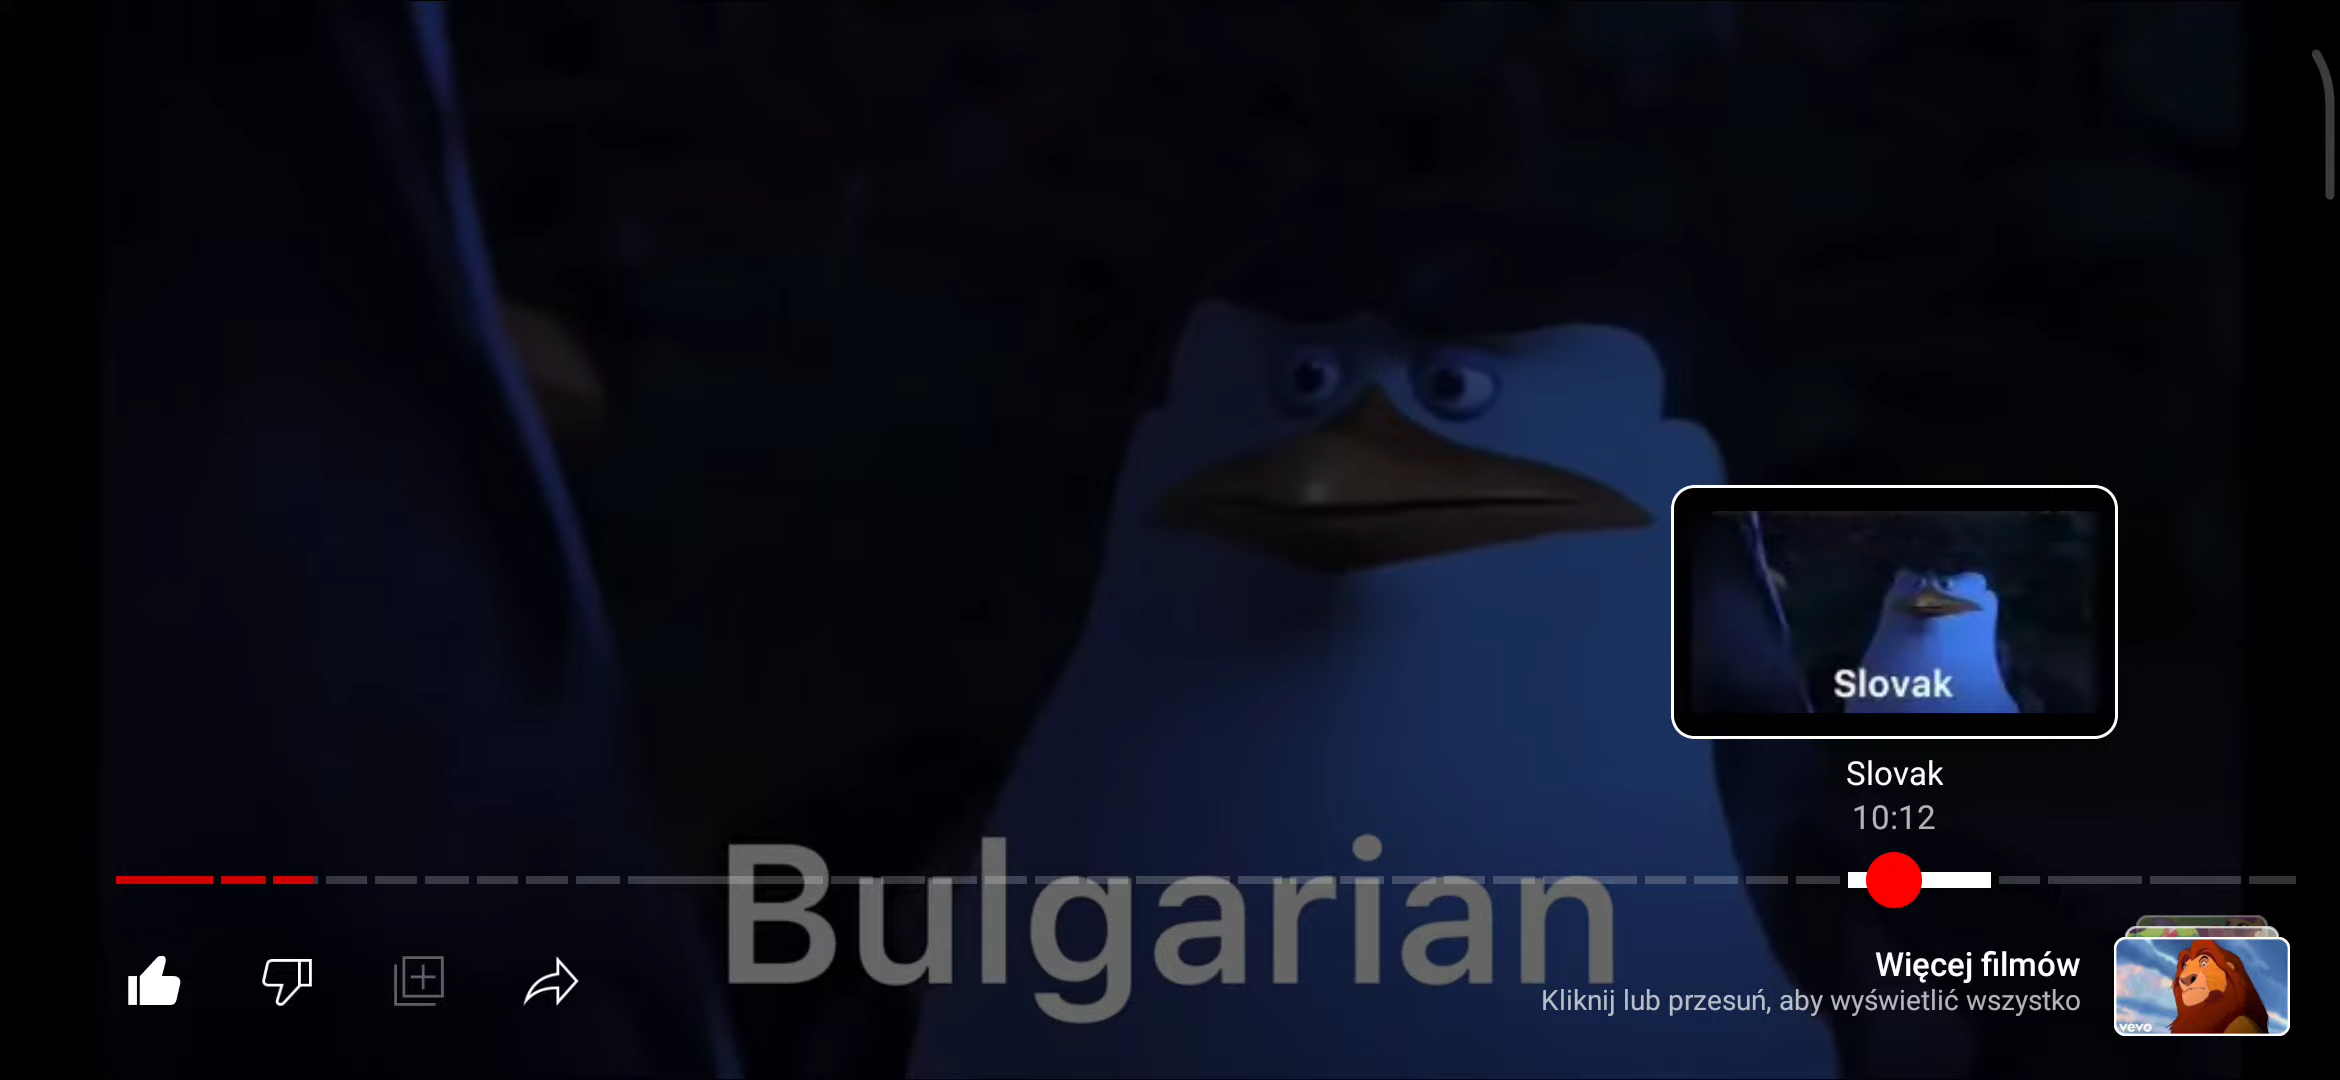 Slovak
Slovak
10:12
Bulgarian
Więcej filmów
Kliknij lub przesuń, aby wyświetlić wszystko
vevo